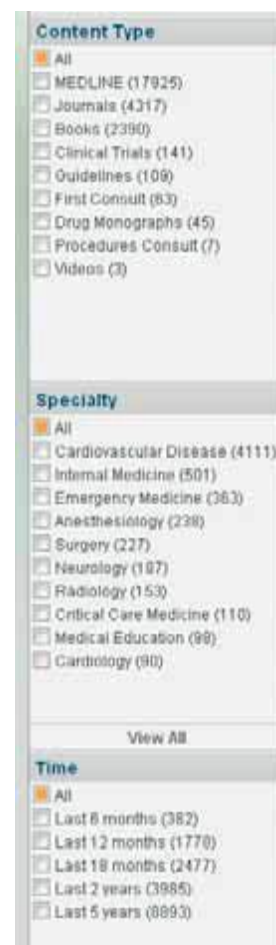 Content Type
All
MEDLINE (17925)
Journals (4317)
Books (2390)
Clinical Trials (141)
Guidelines (109)
First Consult (63)
Drug Monographs (45)
Procedures Consult (7)
Videos (3)
Specialty
All
Cardiovascular Disease (4111)
Internal Medicine (501)
Emergency Medicine (363)
Anesthesiology (238)
Surgery (227)
Neurology (187)
Radiology (153)
Critical Care Medicine (110)
Medical Education (98)
Cardiology (90)
View All
Time
All
Last 6 months (382)
Last 12 months (1770)
Last 18 months (2477)
Last 2 years (3985)
Last 5 years (8893)